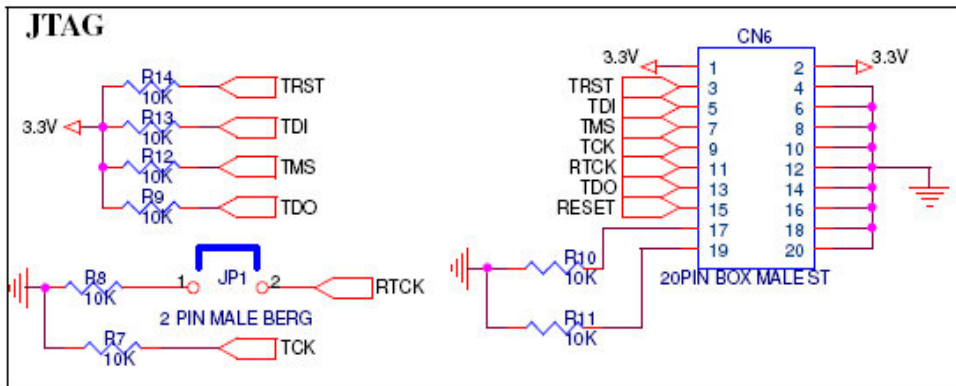 JTAG
R14
10K
TRST
R13
10K
TDI
3.3V
R12
10K
TMS
R9
10K
TDO
R8
10K
1
JP1
2
RTCK
2 PIN MALE BERG
R7
10K
TCK
CN6
3.3V
3.3V
1 2
TRST 3 4
TDI 5 6
TMS 7 8
TCK 9 10
RTCK 11 12
TDO 13 14
RESET 15 16
17 18
19 20
R10
10K
20PIN BOX MALE ST
R11
10K